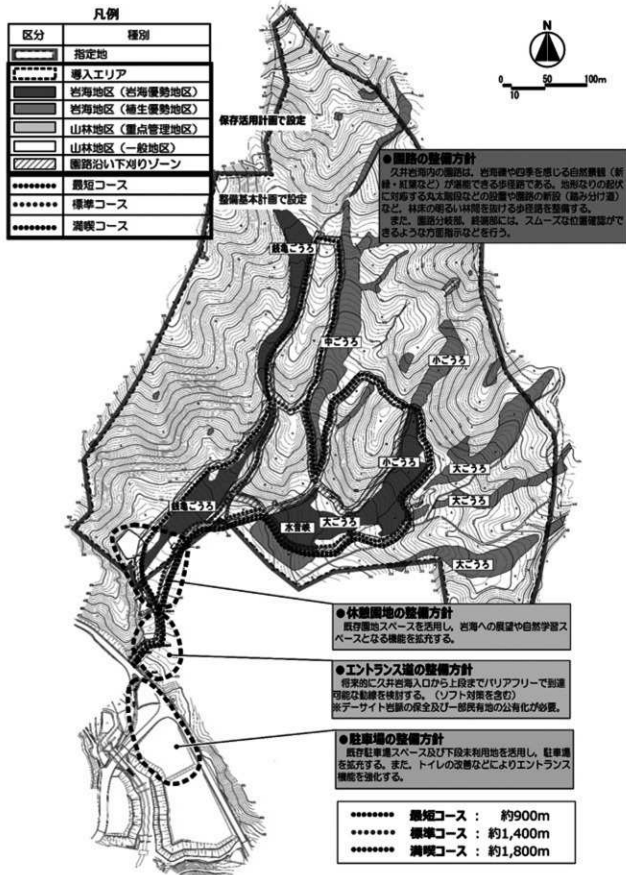 凡例
区分 種別
指定地
導入エリア
岩海地区（岩海優勢地区）
岩海地区（植生優勢地区）
山林地区（重点管理地区）
山林地区（一般地区）
園路沿い下刈りゾーン
最短コース
標準コース
満喫コース
保存活用計画で設定
整備基本計画で設定
N
0 50 100m
10
●園路の整備方針
久井岩海内の園路は、岩海礫や四季を感じる自然景観（新
緑・紅葉など）が堪能できる歩径路である。地形なりの起伏
に対応する丸太階段などの設置や園路の新設（踏み分け道）
など、林床の明るい林間を抜ける歩径路を整備する。
また、園路分岐部、終端部には、スムーズな位置確認がで
きるような方面指示などを行う。
中ごうろ
小ごうろ
小ごうろ
大ごうろ
大ごうろ
大ごうろ
大ごうろ
水音峡
●休憩園地の整備方針
既存園地スペースを活用し、岩海への展望や自然学習ス
ペースとなる機能を拡充する。
●エントランス道の整備方針
将来的に久井岩海入口から上段までバリアフリーで到達
可能な動線を検討する。（ソフト対策を含む）
※デーサイト岩脈の保全及び一部民有地の公有化が必要。
●駐車場の整備方針
既存駐車場スペース及び下段未利用地を活用し、駐車場
を拡充する。また、トイレの改善などによりエントランス
機能を強化する。
最短コース： 約900m
標準コース：約1,400m
満喫コース：約1,800m